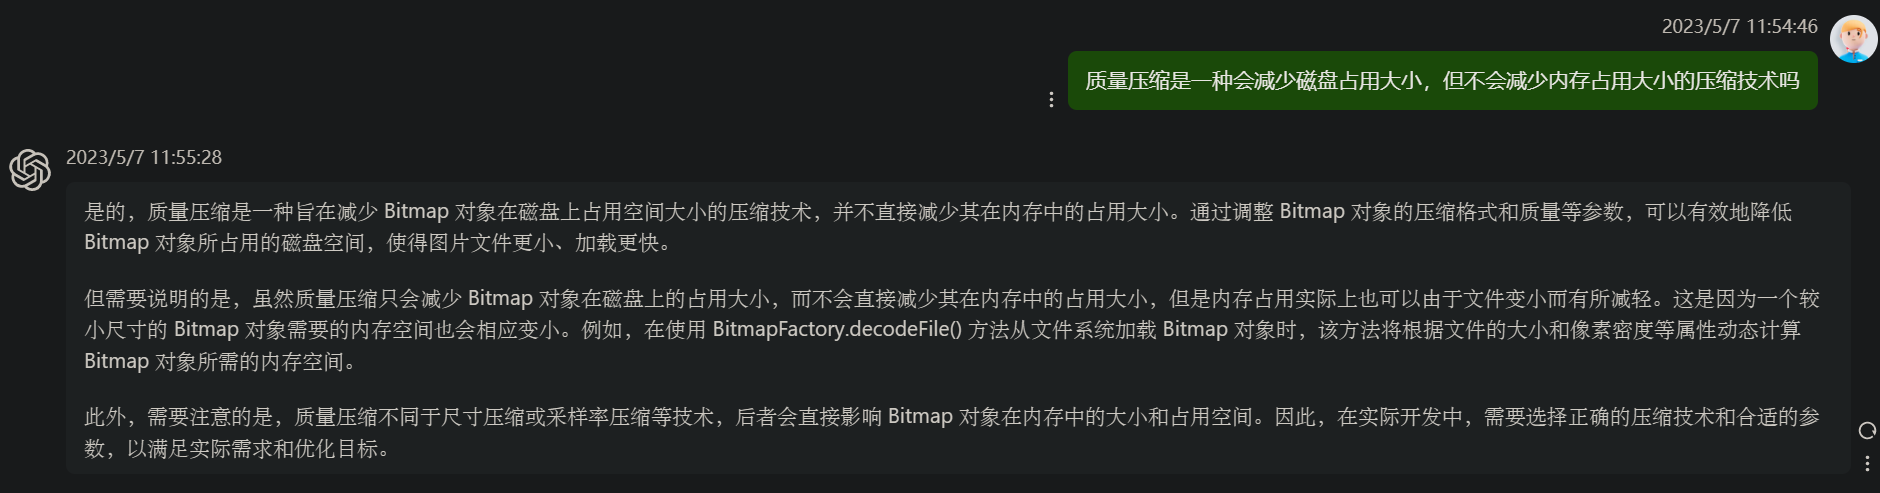 2023/5/7 11:54:46
质量压缩是一种会减少磁盘占用大小，但不会减少内存占用大小的压缩技术吗
2023/5/7 11:55:28
是的，质量压缩是一种旨在减少 Bitmap 对象在磁盘上占用空间大小的压缩技术，并不直接减少其在内存中的占用大小。通过调整 Bitmap 对象的压缩格式和质量等参数，可以有效地降低
Bitmap 对象所占用的磁盘空间，使得图片文件更小、加载更快。
但需要说明的是，虽然质量压缩只会减少 Bitmap 对象在磁盘上的占用大小，而不会直接减少其在内存中的占用大小，但是内存占用实际上也可以由于文件变小而有所减轻。这是因为一个较
小尺寸的 Bitmap 对象需要的内存空间也会相应变小。例如，在使用 BitmapFactory.decodeFile() 方法从文件系统加载 Bitmap 对象时，该方法将根据文件的大小和像素密度等属性动态计算
Bitmap 对象所需的内存空间。
此外，需要注意的是，质量压缩不同于尺寸压缩或采样率压缩等技术，后者会直接影响 Bitmap 对象在内存中的大小和占用空间。因此，在实际开发中，需要选择正确的压缩技术和合适的参
数，以满足实际需求和优化目标。